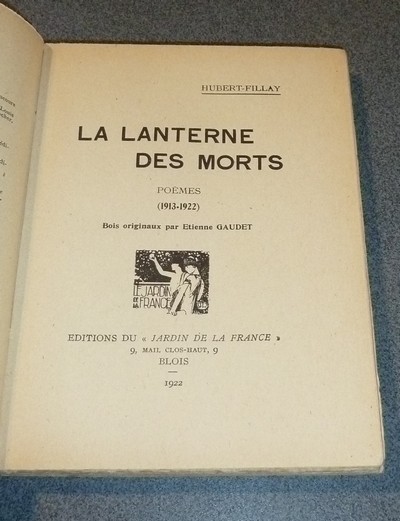 HUBERT-FILLAY
LA LANTERNE
DES MORTS
POÈMES
(1913-1922)
Bois originaux par Etienne GAUDET
LE JARDIN
DE LA
FRANCE
EDITIONS DU « JARDIN DE LA FRANCE »
9, MAIL CLOS-HAUT, 9
BLOIS
1922